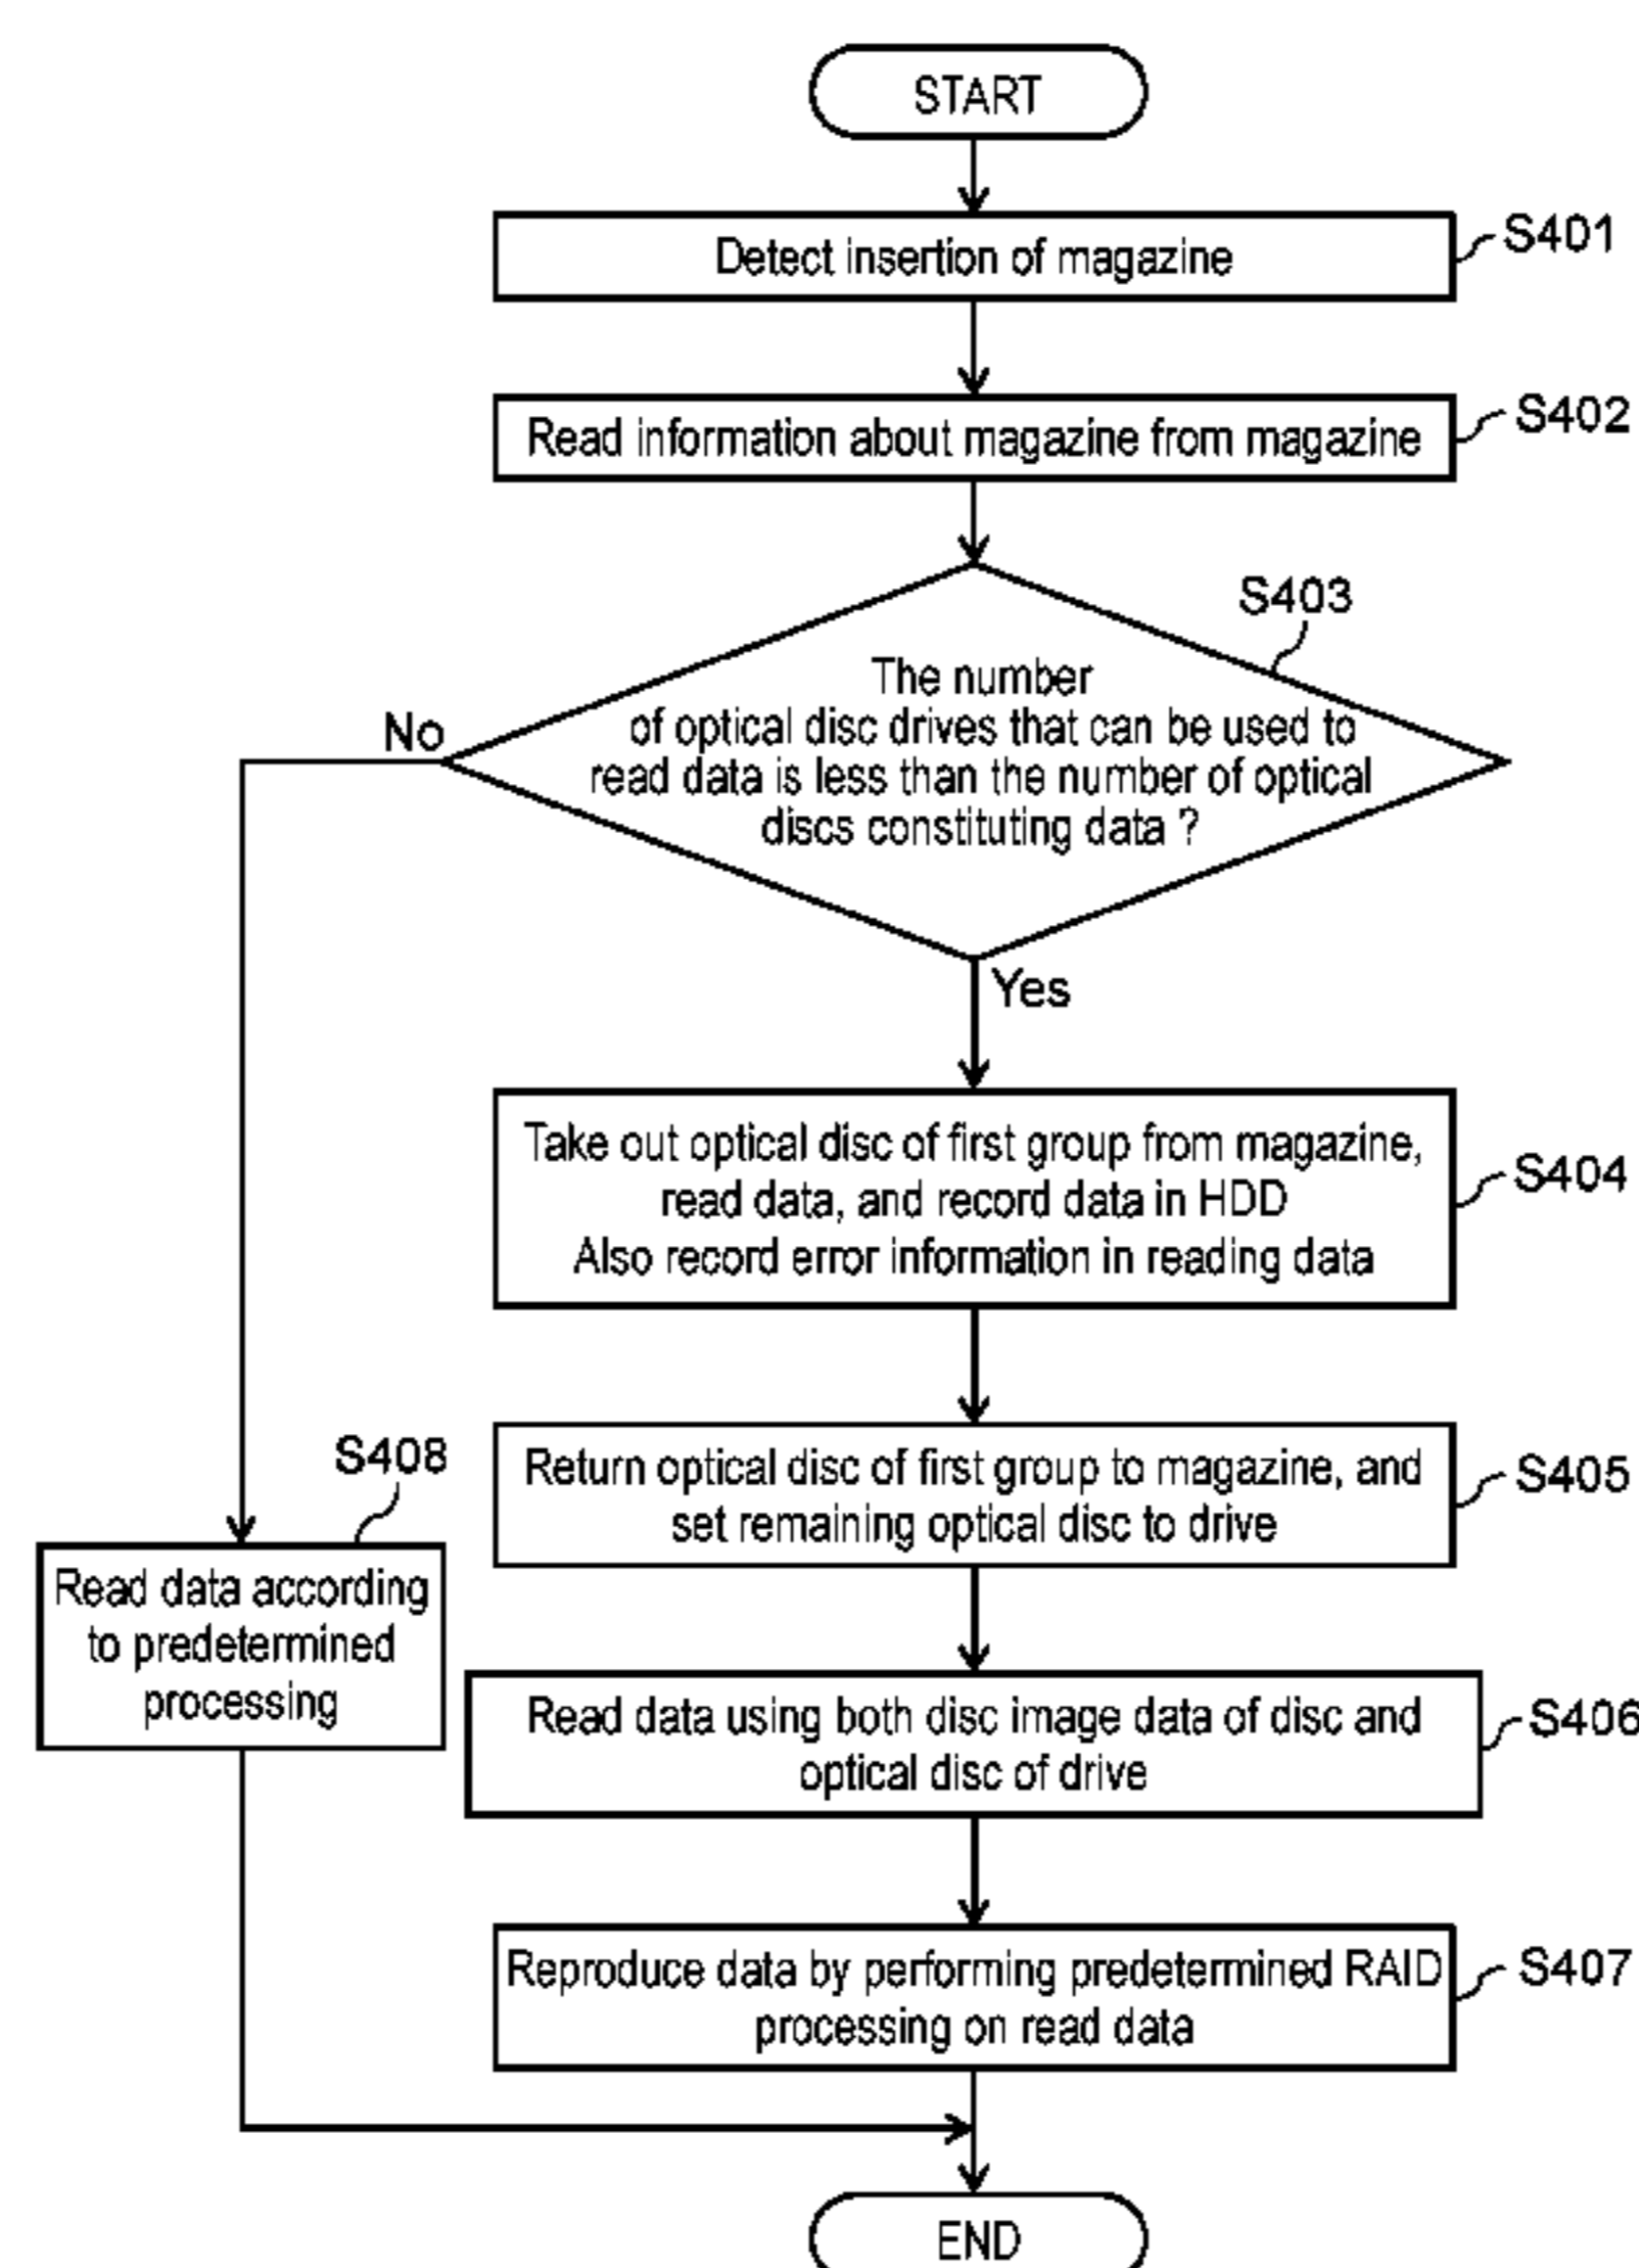 START
Detect insertion of magazine
S401
Read information about magazine from magazine
S402
S403
The number
of optical disc drives that can be used to
read data is less than the number of optical
discs constituting data ?
No
Yes
Take out optical disc of first group from magazine,
read data, and record data in HDD
Also record error information in reading data
S404
Return optical disc of first group to magazine, and
set remaining optical disc to drive
S405
S408
Read data according
to predetermined
processing
Read data using both disc image data of disc and
optical disc of drive
S406
Reproduce data by performing predetermined RAID
processing on read data
S407
END